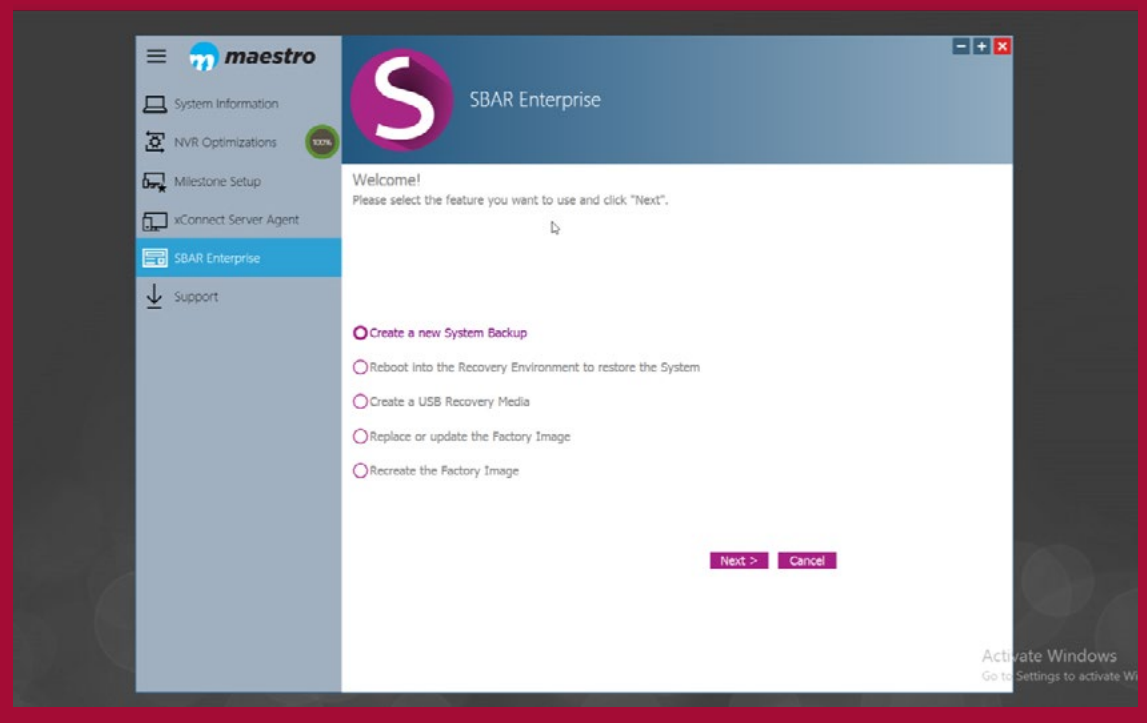 maestro
System Information
NVR Optimizations
100%
Milestone Setup
xConnect Server Agent
SBAR Enterprise
Support
S
SBAR Enterprise
Welcome!
Please select the feature you want to use and click "Next".
Create a new System Backup
Reboot into the Recovery Environment to restore the System
Create a USB Recovery Media
Replace or update the Factory Image
Recreate the Factory Image
Next >
Cancel
Activate Windows
Go to Settings to activate Wi